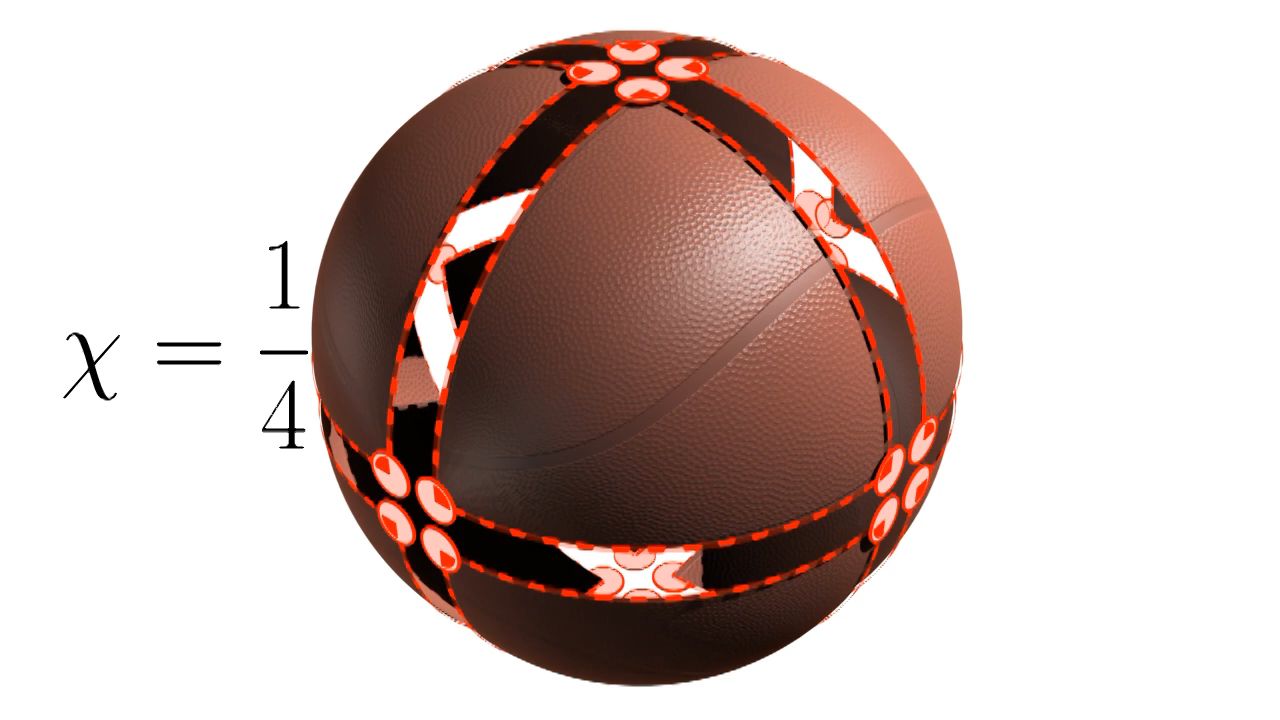 χ = 1/4